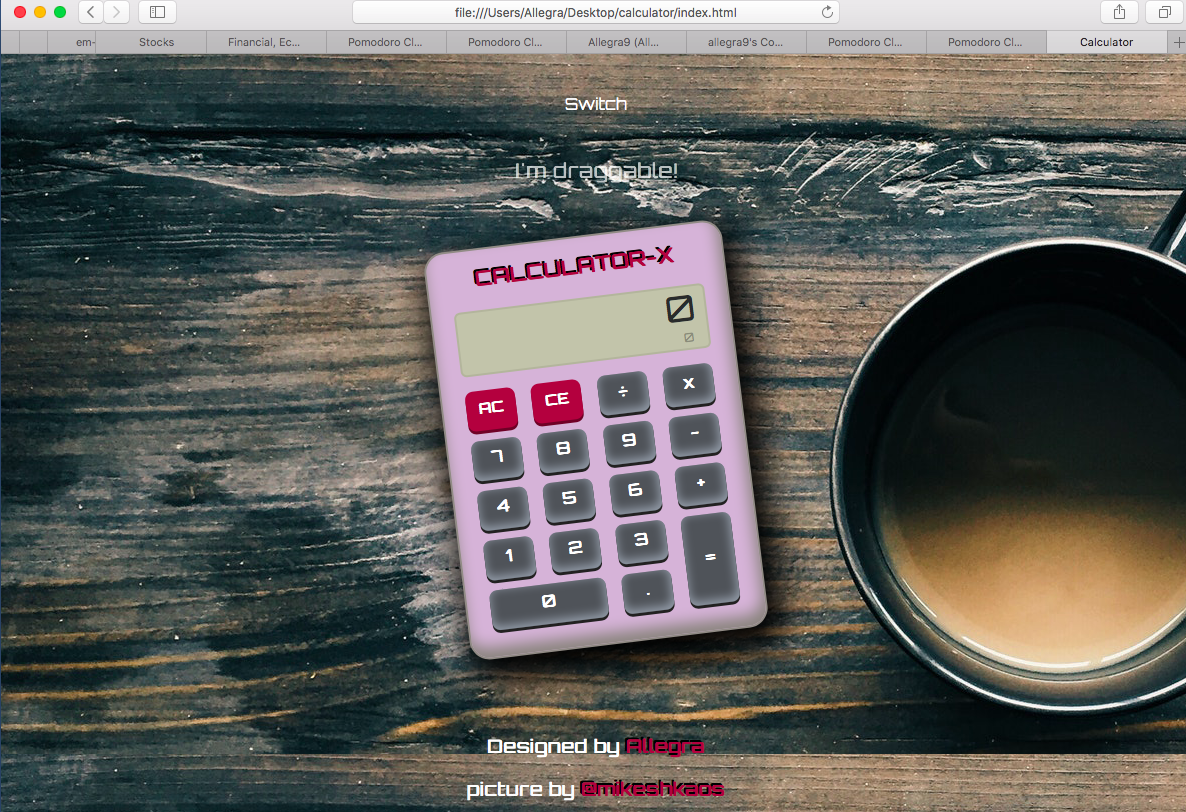 file:///Users/Allegra/Desktop/calculator/index.html
em- Stocks Financial, Ec... Pomodoro Cl... Pomodoro Cl... Allegra9 (All... allegra9's Co... Pomodoro Cl... Pomodoro Cl... Calculator
Switch
I'm draggable!
CALCULATOR-X
0
0
AC CE ÷ x
7 8 9 -
4 5 6 +
1 2 3 =
0 .
Designed by Allegra
picture by @mikeshkaos